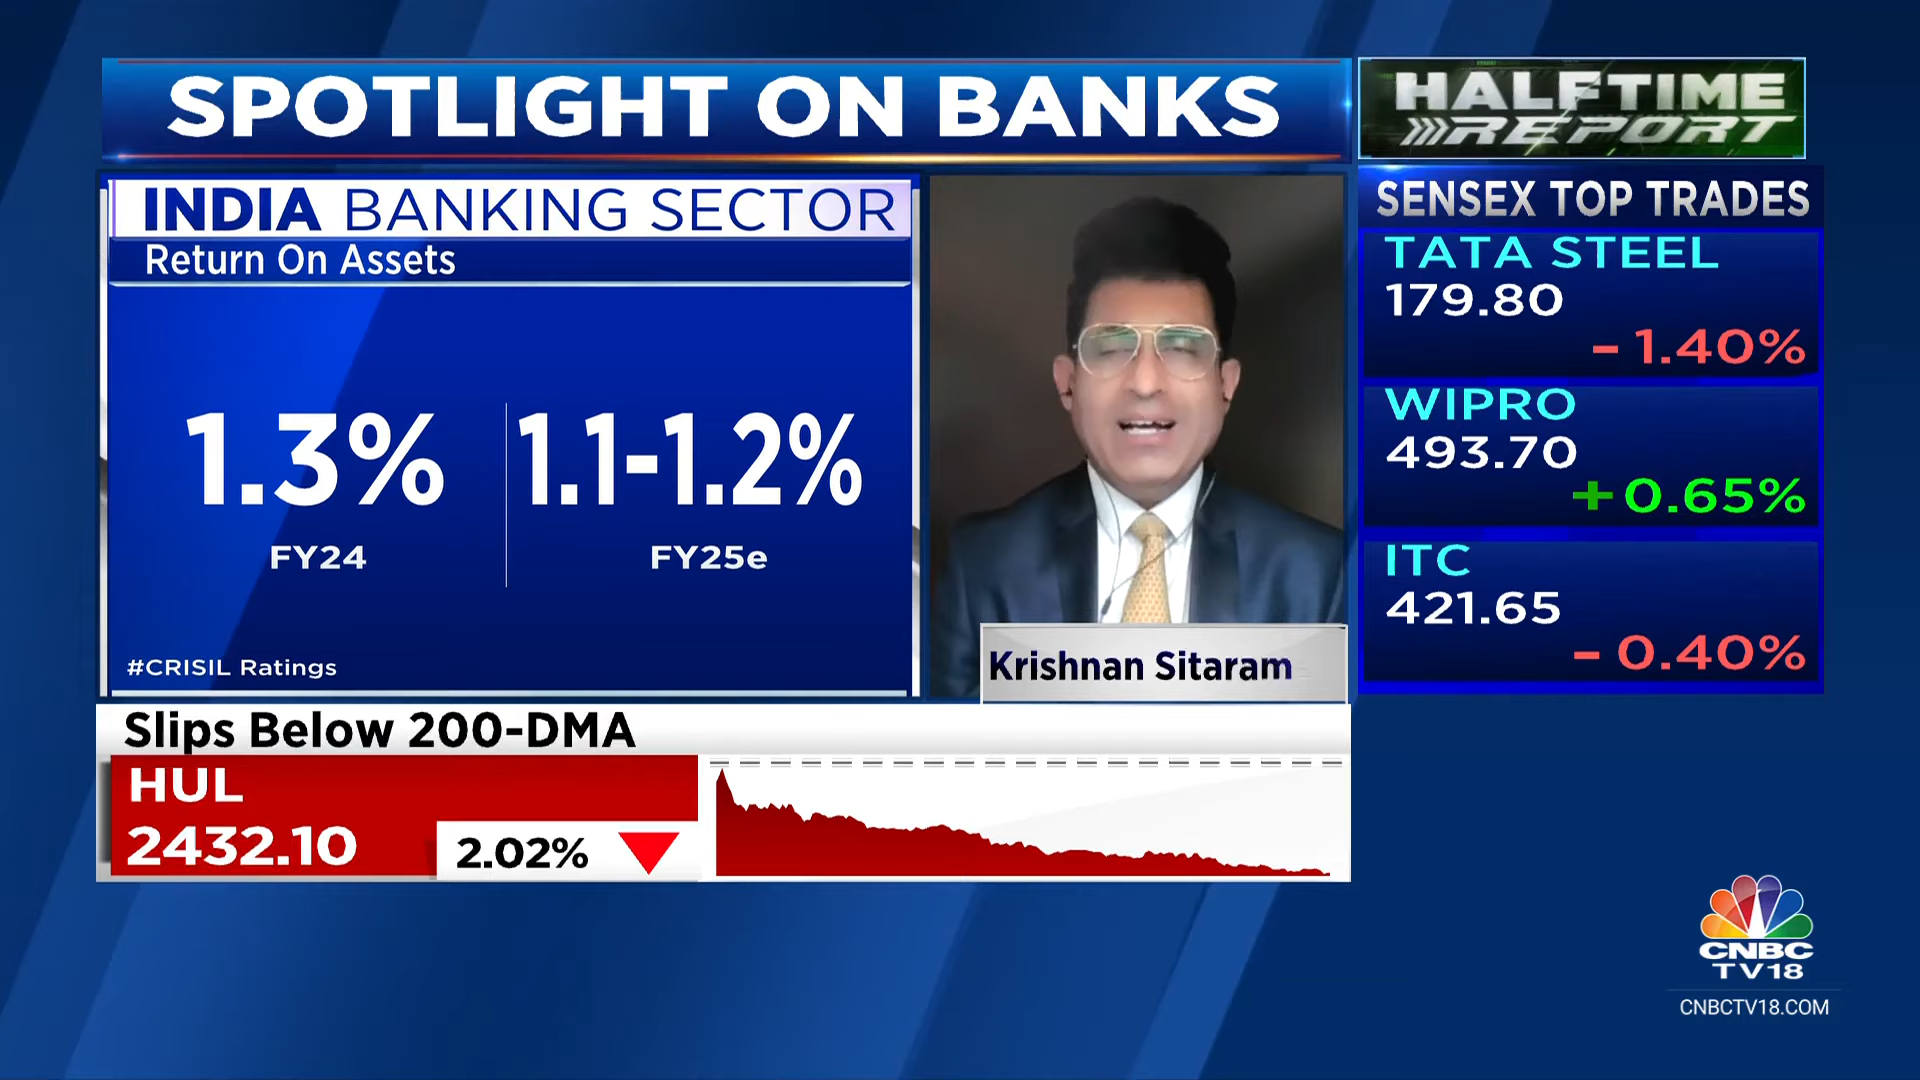 SPOTLIGHT ON BANKS
HALFTIME
REPORT
INDIA BANKING SECTOR
Return On Assets
1.3%
FY24
1.1-1.2%
FY25e
#CRISIL Ratings
Krishnan Sitaram
SENSEX TOP TRADES
TATA STEEL
179.80
- 1.40%
WIPRO
493.70
+0.65%
ITC
421.65
- 0.40%
Slips Below 200-DMA
HUL
2432.10
2.02%
CNBC
TV18
CNBCTV18.COM